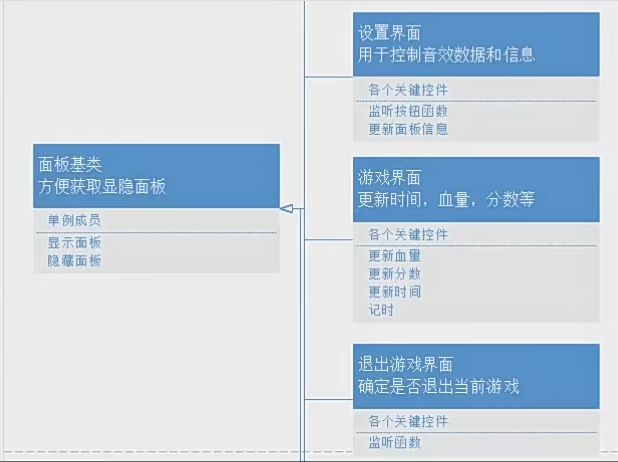 设置界面
用于控制音效数据和信息
各个关键控件
监听按钮函数
更新面板信息
面板基类
方便获取显隐面板
单例成员
显示面板
隐藏面板
游戏界面
更新时间，血量，分数等
各个关键控件
更新血量
更新分数
更新时间
记时
退出游戏界面
确定是否退出当前游戏
各个关键控件
监听函数